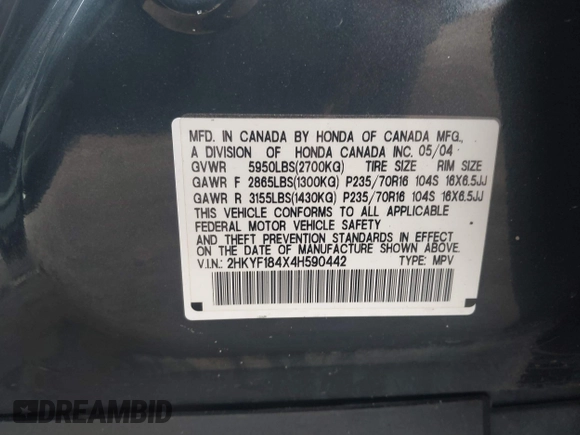 MFD. IN CANADA BY HONDA OF CANADA MFG.,
A DIVISION OF HONDA CANADA INC. 05/04
GVWR 5950LBS(2700KG) TIRE SIZE RIM SIZE
GAWR F 2865LBS(1300KG) P235/70R16 104S 16X6.5JJ
GAWR R 3155LBS(1430KG) P235/70R16 104S 16X6.5JJ
THIS VEHICLE CONFORMS TO ALL APPLICABLE
FEDERAL MOTOR VEHICLE SAFETY
AND THEFT PREVENTION STANDARDS IN EFFECT
ON THE DATE OF MANUFACTURE SHOWN ABOVE.
V.I.N.: 2HKYF184X4H590442 TYPE: MPV
DREAMBID